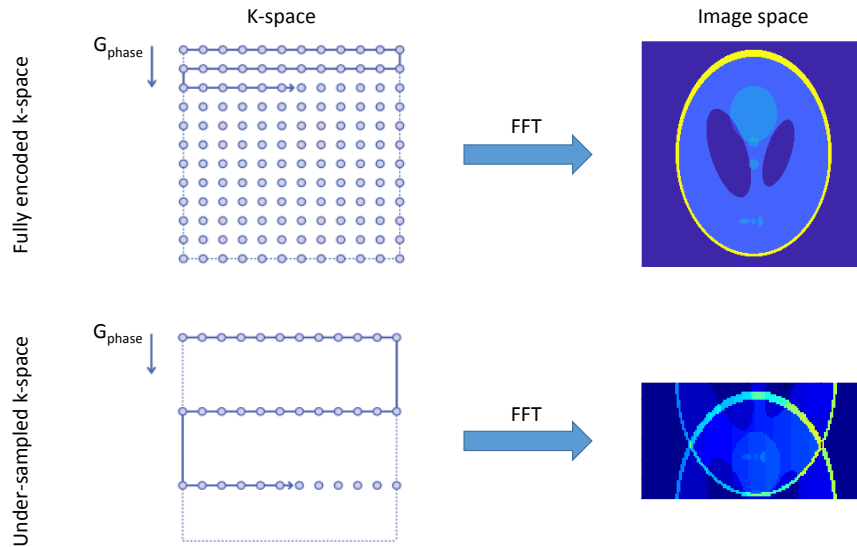 K-space
Image space
Fully encoded k-space
Gphase
FFT
Under-sampled k-space
Gphase
FFT